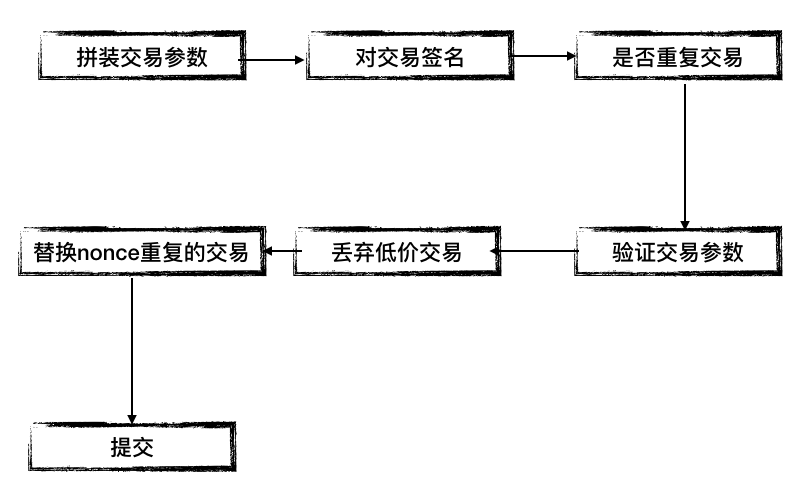 拼装交易参数
对交易签名
是否重复交易
验证交易参数
丢弃低价交易
替换nonce重复的交易
提交